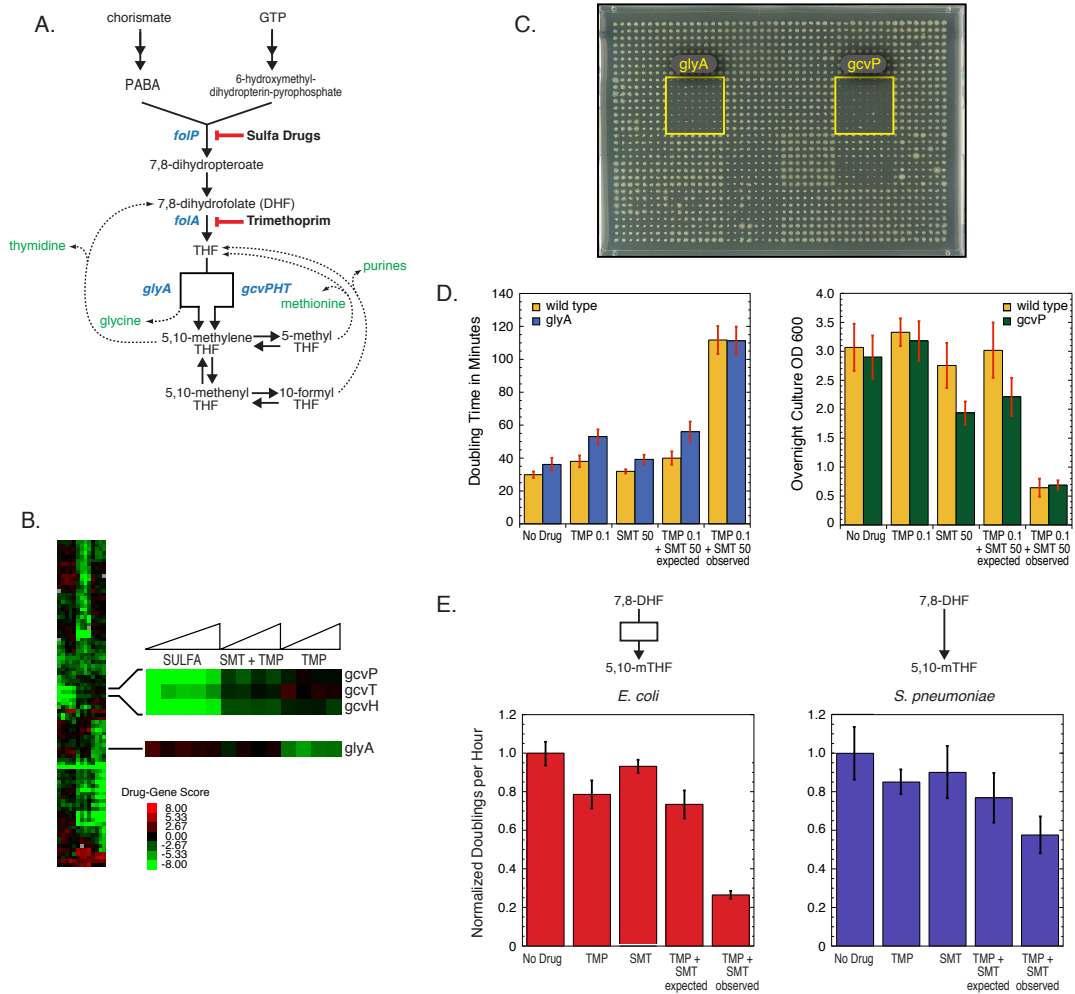 A.
chorismate
GTP
PABA
6-hydroxymethyl-
dihydropterin-pyrophosphate
folP
Sulfa Drugs
7,8-dihydropteroate
7,8-dihydrofolate (DHF)
folA
Trimethoprim
thymidine
THF
purines
glyA
gcvPHT
methionine
glycine
5,10-methylene
THF
5-methyl
THF
5,10-methenyl
THF
10-formyl
THF
B.
SULFA
SMT + TMP
TMP
gcvP
gcvT
gcvH
glyA
Drug-Gene Score
8.00
5.33
2.67
0.00
-2.67
-5.33
-8.00
C.
glyA
gcvP
D.
Doubling Time in Minutes
140
120
100
80
60
40
20
0
wild type
glyA
No Drug
TMP 0.1
SMT 50
TMP 0.1
+ SMT 50
expected
TMP 0.1
+ SMT 50
observed
Overnight Culture OD 600
4.0
3.5
3.0
2.5
2.0
1.5
1.0
0.5
0.0
wild type
gcvP
No Drug
TMP 0.1
SMT 50
TMP 0.1
+ SMT 50
expected
TMP 0.1
+ SMT 50
observed
E.
7,8-DHF
5,10-mTHF
E. coli
7,8-DHF
5,10-mTHF
S. pneumoniae
Normalized Doublings per Hour
1.2
1.0
0.8
0.6
0.4
0.2
0
No Drug
TMP
SMT
TMP +
SMT
expected
TMP +
SMT
observed
1.2
1.0
0.8
0.6
0.4
0.2
0
No Drug
TMP
SMT
TMP +
SMT
expected
TMP +
SMT
observed